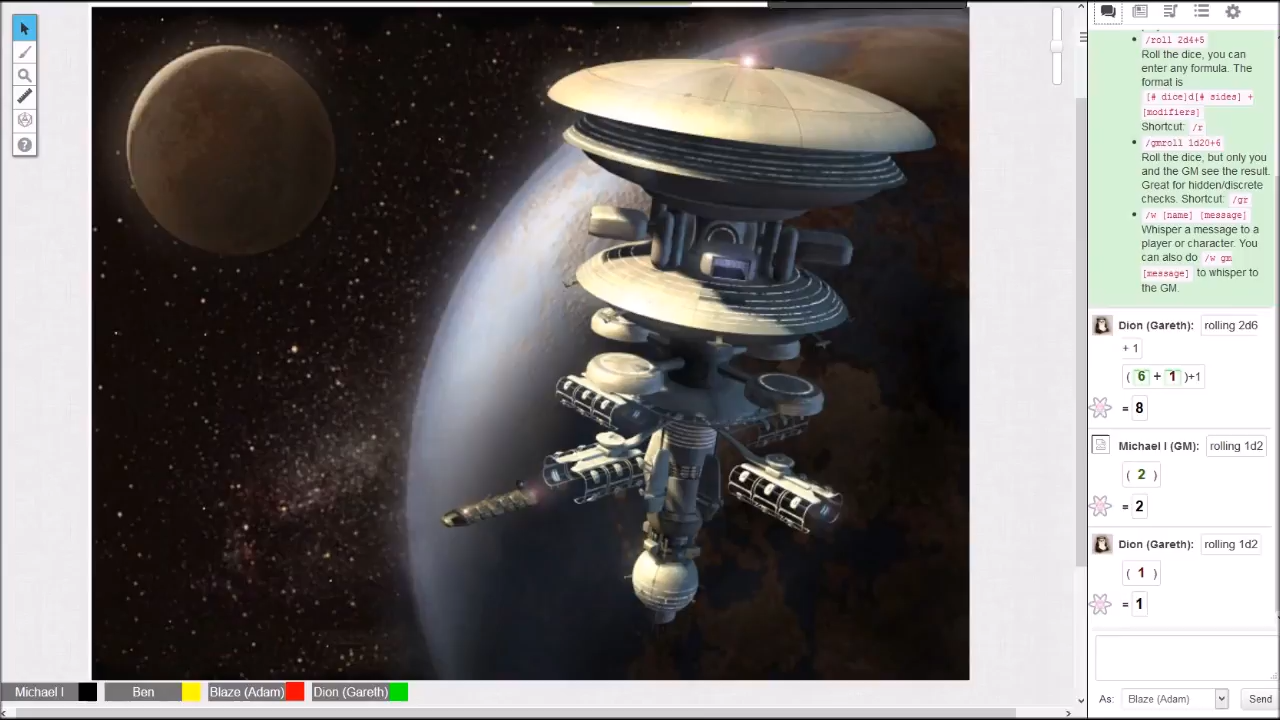 /roll 2d4+5
Roll the dice, you can
enter any formula. The
format is
[# dice]d[# sides] +
[modifiers]
Shortcut: /r
/gmroll 1d20+6
Roll the dice, but only you
and the GM see the result.
Great for hidden/discrete
checks. Shortcut: /gr
/w [name] [message]
Whisper a message to a
player or character. You
can also do /w gm
[message] to whisper to
the GM.
Dion (Gareth): rolling 2d6
+ 1
( 6 + 1 )+1
= 8
Michael I (GM): rolling 1d2
( 2 )
= 2
Dion (Gareth): rolling 1d2
( 1 )
= 1
As: Blaze (Adam) Send
Michael I Ben Blaze (Adam) Dion (Gareth)